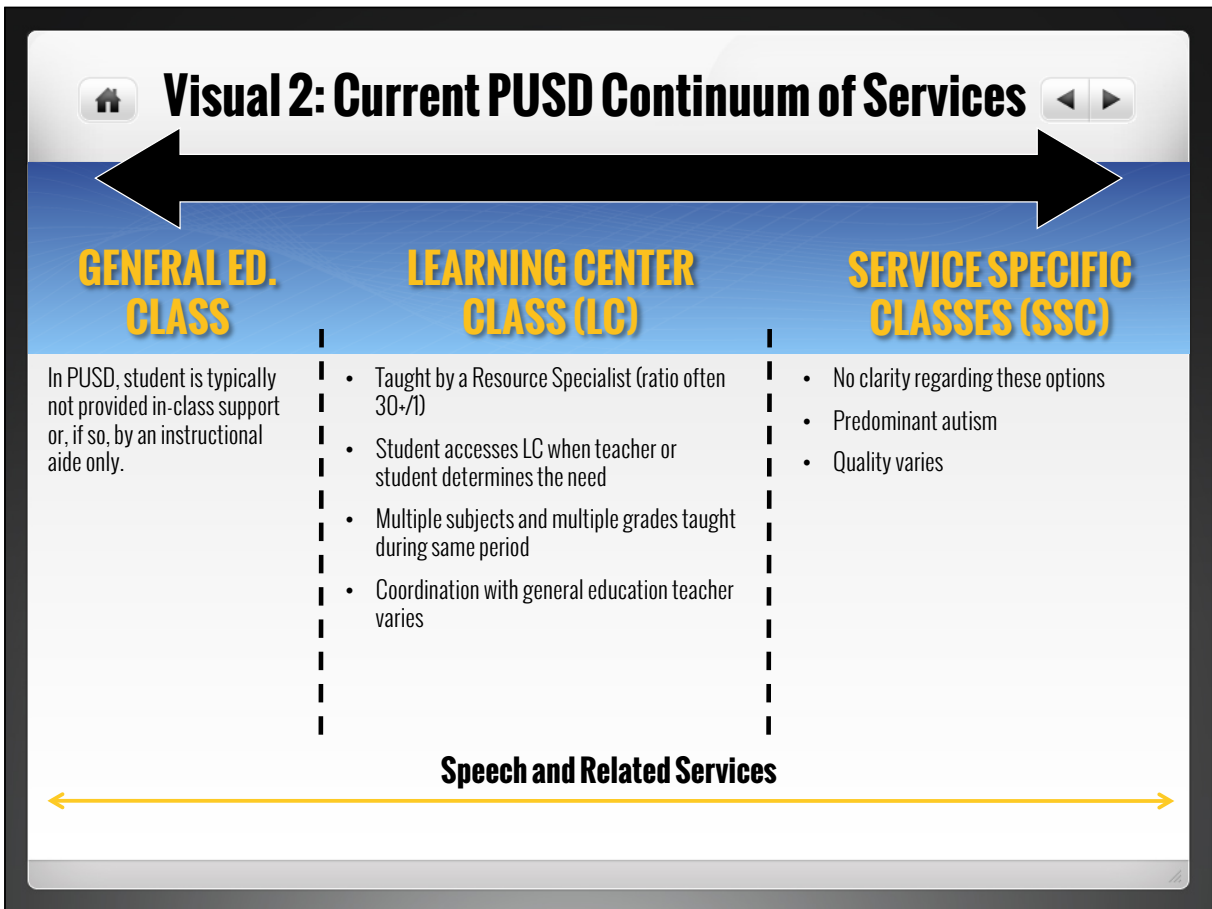 Visual 2: Current PUSD Continuum of Services
GENERAL ED.
CLASS
LEARNING CENTER
CLASS (LC)
SERVICE SPECIFIC
CLASSES (SSC)
In PUSD, student is typically
not provided in-class support
or, if so, by an instructional
aide only.
• Taught by a Resource Specialist (ratio often
30+/1)
• Student accesses LC when teacher or
student determines the need
• Multiple subjects and multiple grades taught
during same period
• Coordination with general education teacher
varies
• No clarity regarding these options
• Predominant autism
• Quality varies
Speech and Related Services